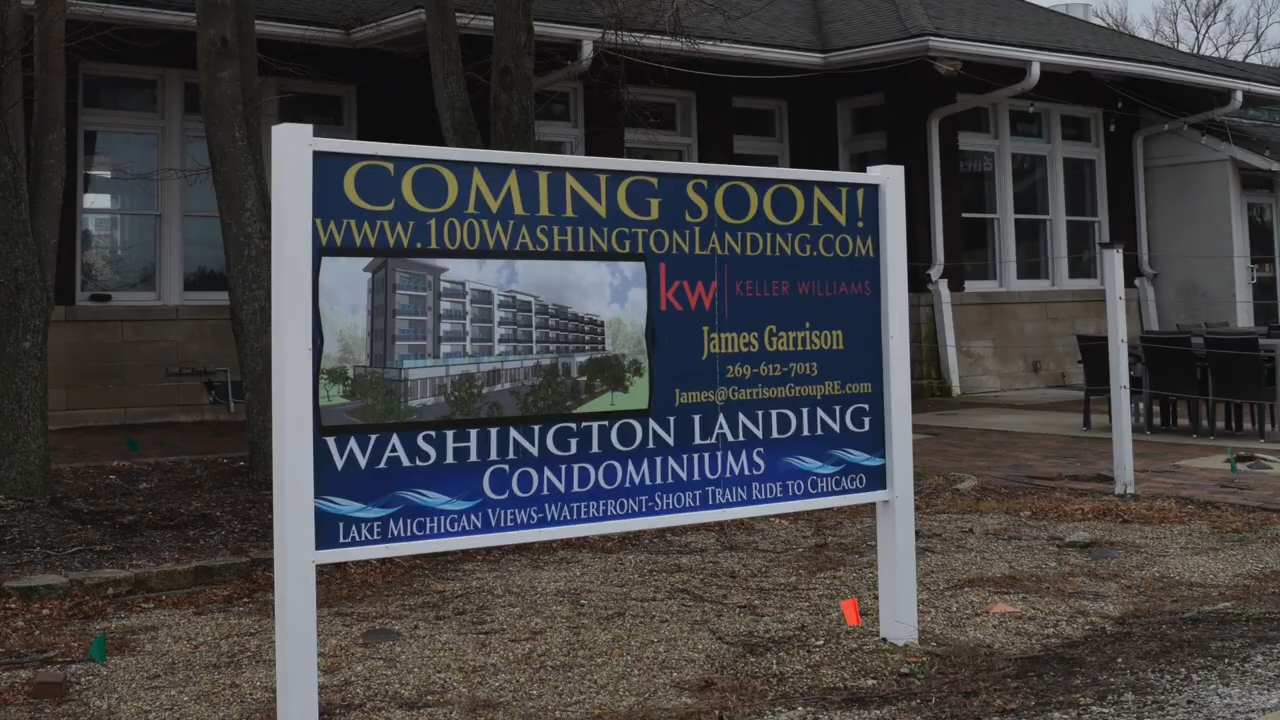 COMING SOON!
WWW.100WASHINGTONLANDING.COM
kw KELLER WILLIAMS
James Garrison
269-612-7013
James@GarrisonGroupRE.com
WASHINGTON LANDING
CONDOMINIUMS
LAKE MICHIGAN VIEWS-WATERFRONT-SHORT TRAIN RIDE TO CHICAGO